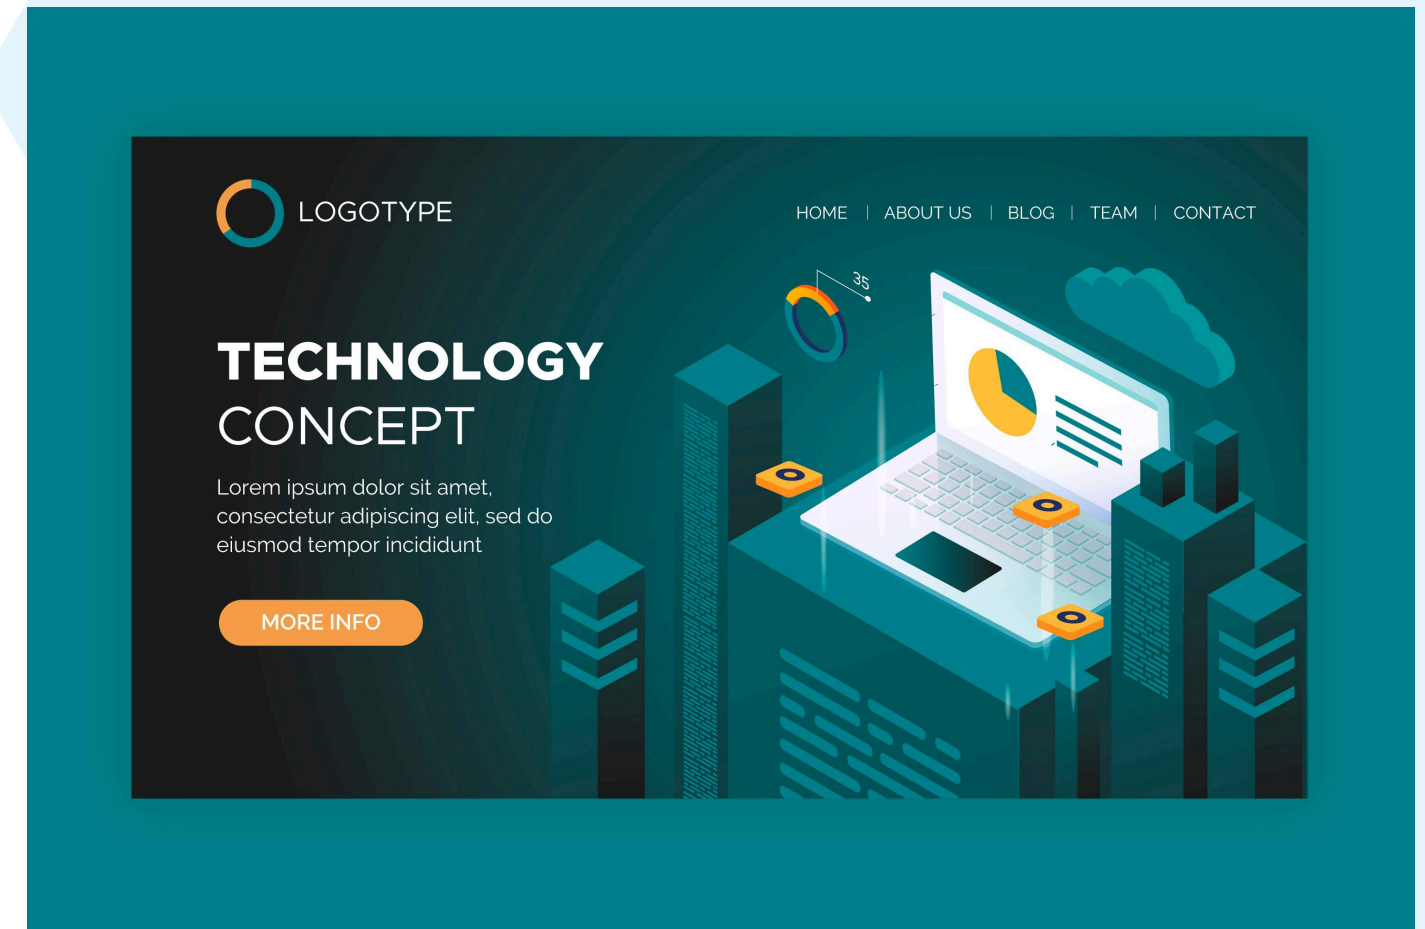 LOGOTYPE
HOME | ABOUT US | BLOG | TEAM | CONTACT
35
TECHNOLOGY
CONCEPT
Lorem ipsum dolor sit amet,
consectetur adipiscing elit, sed do
eiusmod tempor incididunt
MORE INFO